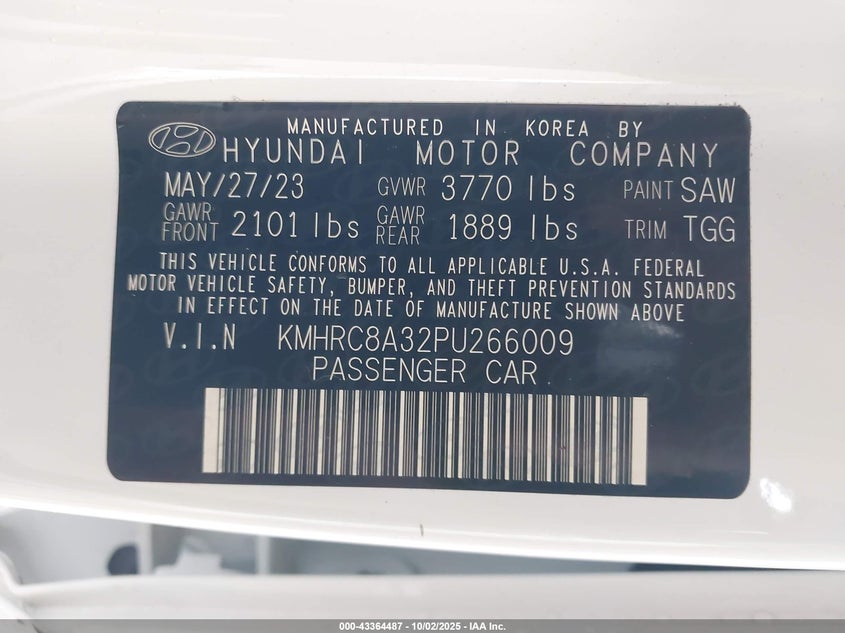 MANUFACTURED IN KOREA BY
HYUNDAI MOTOR COMPANY
MAY/27/23 GVWR 3770 lbs PAINT SAW
GAWR FRONT 2101 lbs GAWR REAR 1889 lbs TRIM TGG
THIS VEHICLE CONFORMS TO ALL APPLICABLE U.S.A. FEDERAL
MOTOR VEHICLE SAFETY, BUMPER, AND THEFT PREVENTION STANDARDS
IN EFFECT ON THE DATE OF MANUFACTURE SHOWN ABOVE
V.I.N KMHRC8A32PU266009
PASSENGER CAR
000-43364487 - 10/02/2025 - IAA Inc.